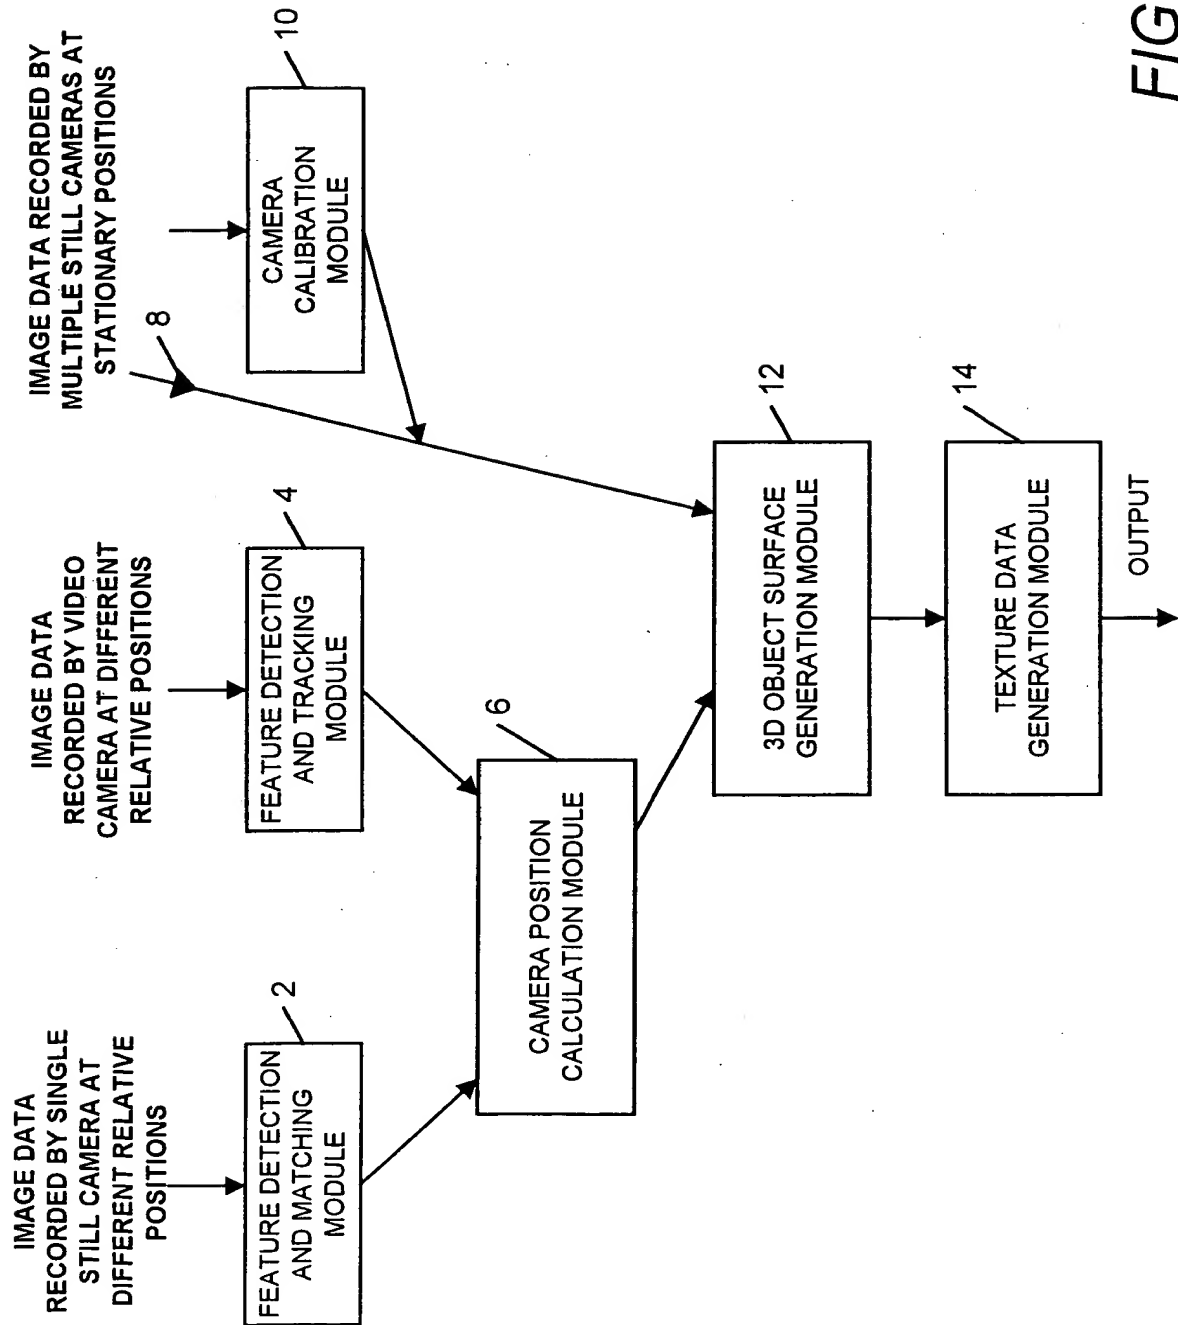 IMAGE DATA
RECORDED BY SINGLE
STILL CAMERA AT
DIFFERENT RELATIVE
POSITIONS
FEATURE DETECTION
AND MATCHING
MODULE
2
IMAGE DATA
RECORDED BY VIDEO
CAMERA AT DIFFERENT
RELATIVE POSITIONS
FEATURE DETECTION
AND TRACKING
MODULE
4
IMAGE DATA RECORDED BY
MULTIPLE STILL CAMERAS AT
STATIONARY POSITIONS
8
CAMERA
CALIBRATION
MODULE
10
CAMERA POSITION
CALCULATION MODULE
6
3D OBJECT SURFACE
GENERATION MODULE
12
TEXTURE DATA
GENERATION MODULE
14
OUTPUT
FIG